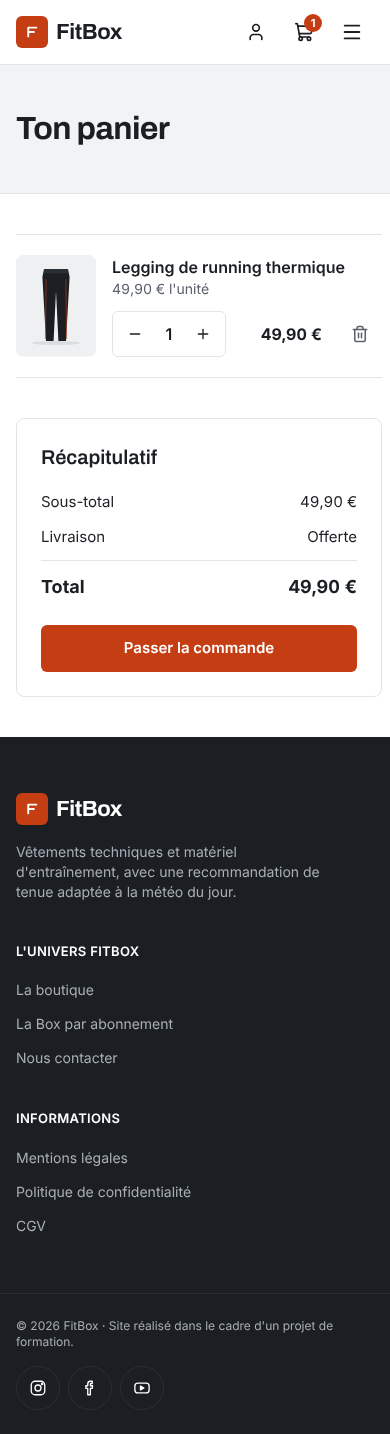 F FitBox
1
Ton panier
Legging de running thermique
49,90 € l'unité
− 1 + 49,90 €
Récapitulatif
Sous-total 49,90 €
Livraison Offerte
Total 49,90 €
Passer la commande
F FitBox
Vêtements techniques et matériel
d'entraînement, avec une recommandation de
tenue adaptée à la météo du jour.
L'UNIVERS FITBOX
La boutique
La Box par abonnement
Nous contacter
INFORMATIONS
Mentions légales
Politique de confidentialité
CGV
© 2026 FitBox · Site réalisé dans le cadre d'un projet de
formation.